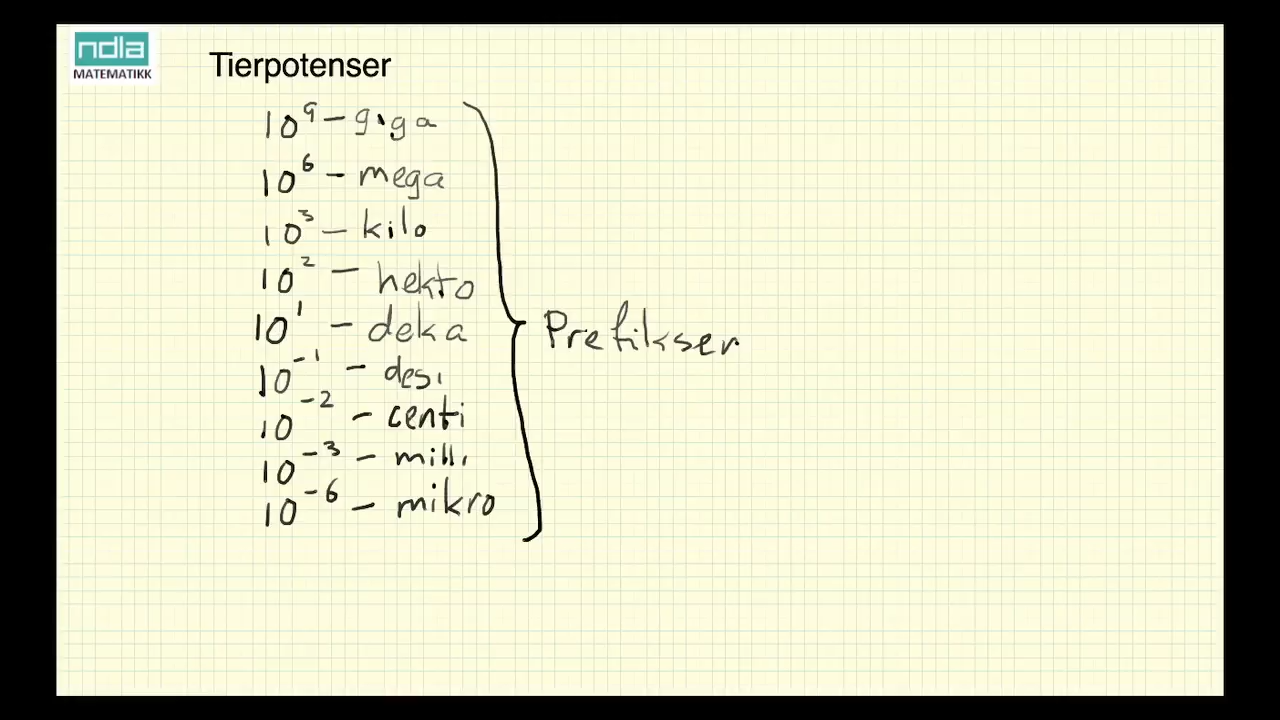 ndla
MATEMATIKK
Tierpotenser
10⁹ – giga
10⁶ – mega
10³ – kilo
10² – hekto
10¹ – deka
10⁻¹ – desi
10⁻² – centi
10⁻³ – milli
10⁻⁶ – mikro
Prefikser